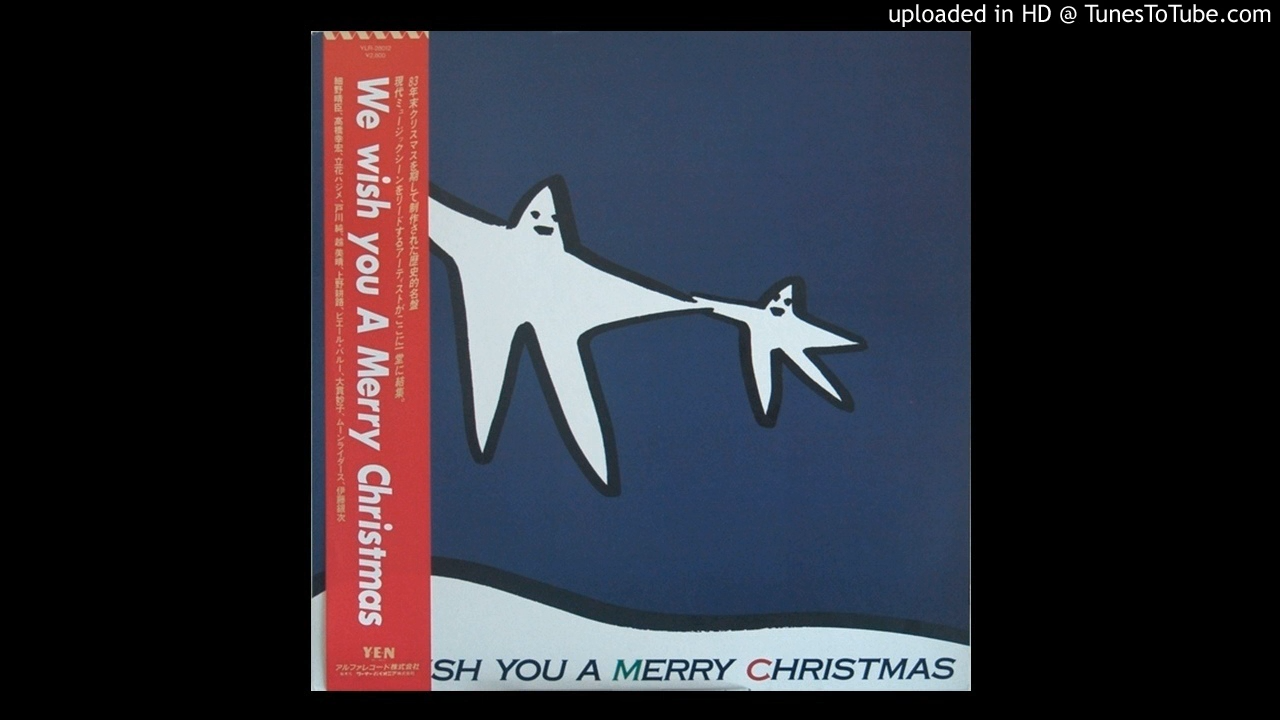 uploaded in HD @ TunesToTube.com
YLR-28012
¥2,800
83年末クリスマスを期して制作された歴史的名盤
現代ミュージックシーンをリードするアーティストがここに一堂に結集。
We wish you A Merry Christmas
細野晴臣、高橋幸宏、立花ハジメ、戸川 純、越 美晴、上野耕路、ピエール・バルー、大貫妙子、ムーンライダース、伊藤銀次
YEN
アルファレコード株式会社
ISH YOU A MERRY CHRISTMAS